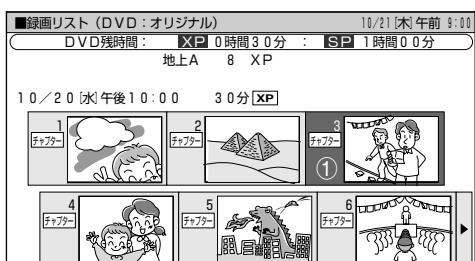 ■録画リスト（DVD：オリジナル） 10/21［木］午前 9:00
DVD残時間： XP 0時間30分 ： SP 1時間00分
地上A 8 XP
10／20［水］午後10:00 30分 XP
1 チャプター
2 チャプター
3 チャプター ①
4 チャプター
5 チャプター
6 チャプター